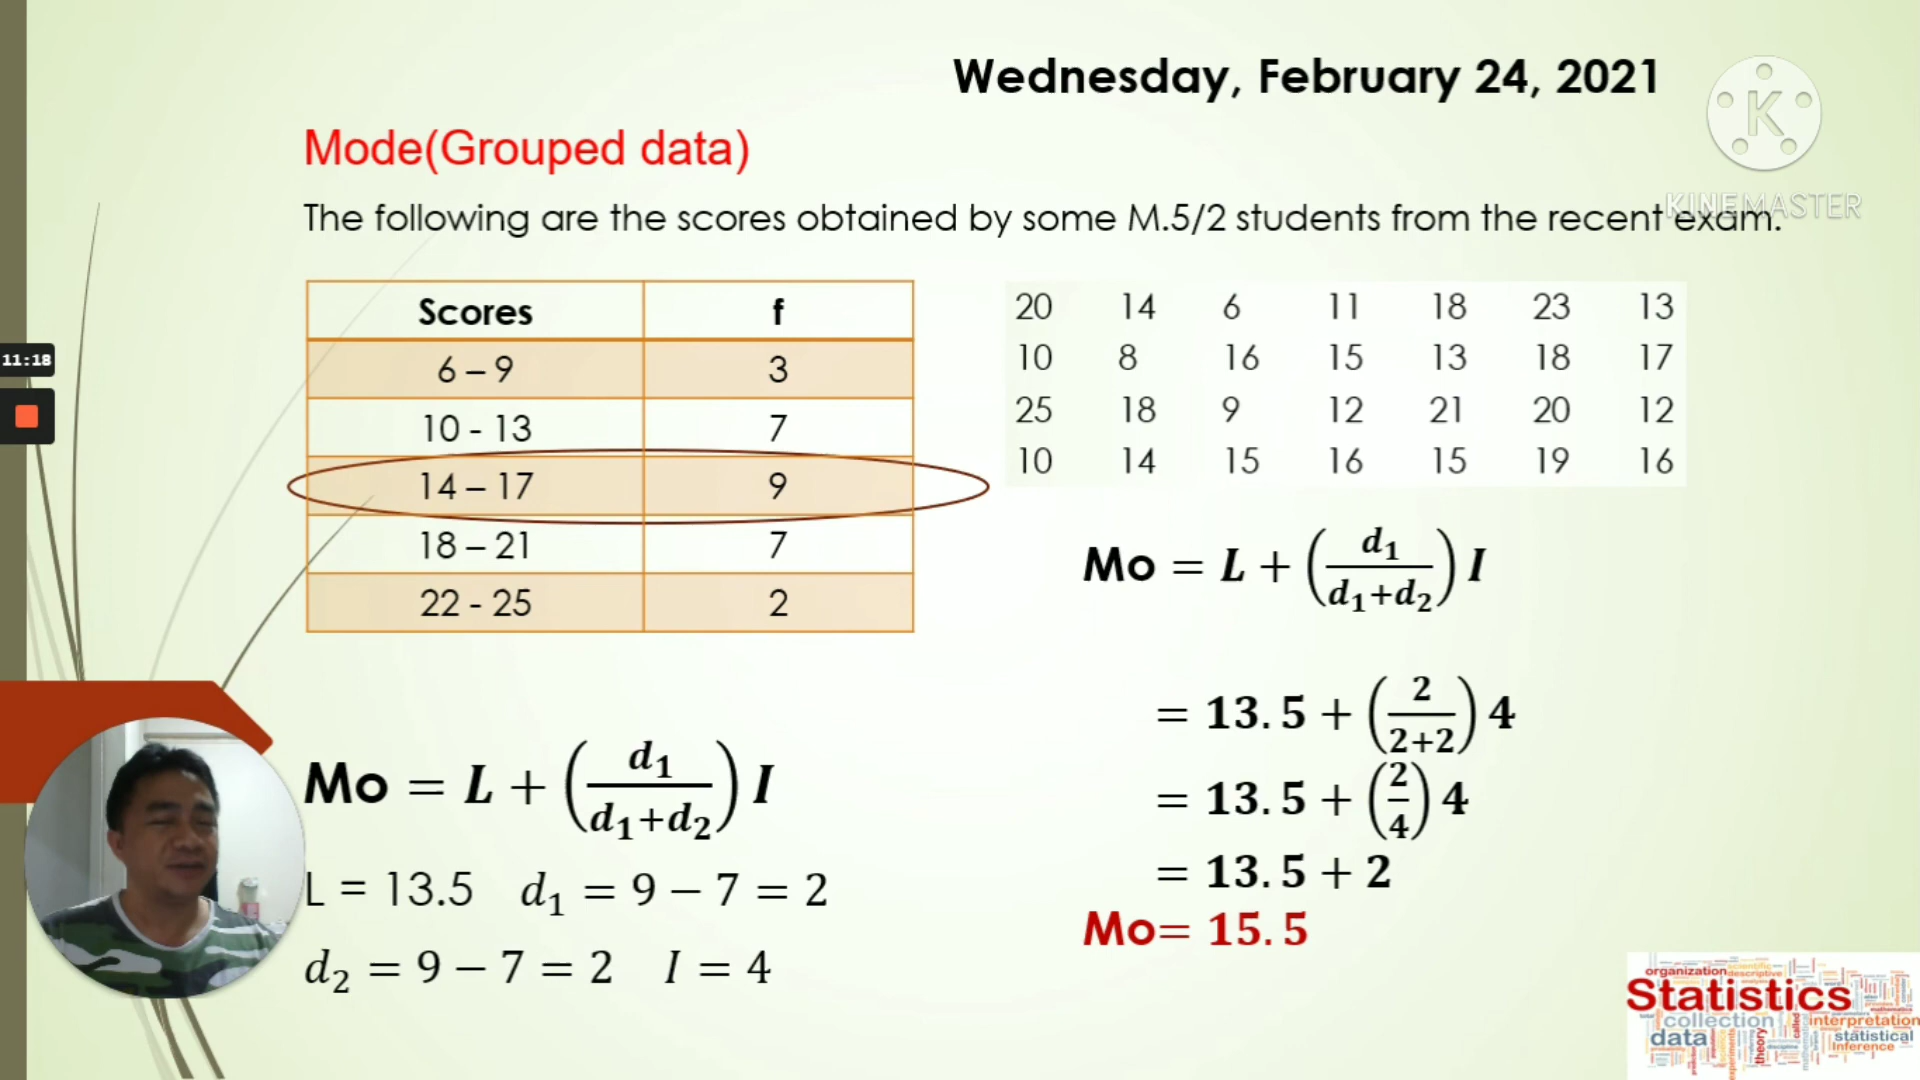 Wednesday, February 24, 2021
K
KINEMASTER
Mode(Grouped data)
The following are the scores obtained by some M.5/2 students from the recent exam.
Scores f
6 – 9 3
10 - 13 7
14 – 17 9
18 – 21 7
22 - 25 2
20 14 6 11 18 23 13
10 8 16 15 13 18 17
25 18 9 12 21 20 12
10 14 15 16 15 19 16
11:18
Mo = L + (d₁/(d₁+d₂)) I
= 13.5 + (2/(2+2)) 4
= 13.5 + (2/4) 4
= 13.5 + 2
Mo= 15.5
Mo = L + (d₁/(d₁+d₂)) I
L = 13.5 d₁ = 9 − 7 = 2
d₂ = 9 − 7 = 2 I = 4
organization scientific
descriptive
Statistics
collection interpretation
data theory called statistical
inference